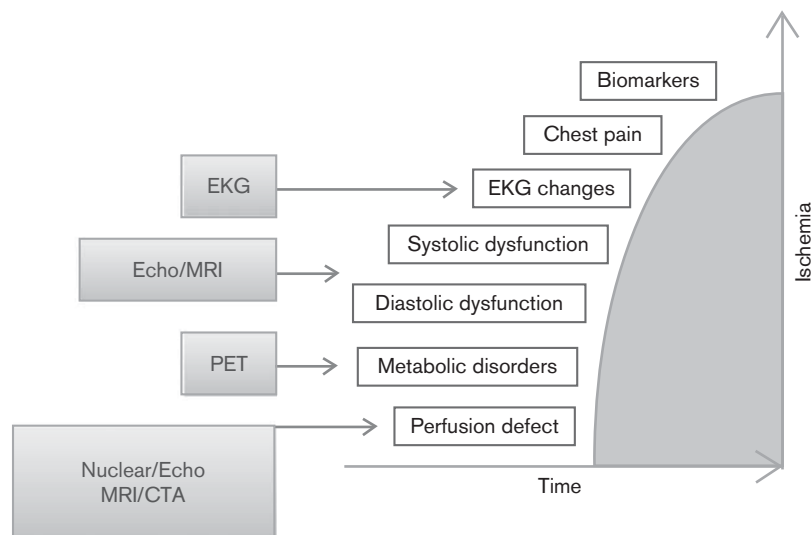 Biomarkers
Chest pain
EKG
EKG changes
Systolic dysfunction
Echo/MRI
Diastolic dysfunction
PET
Metabolic disorders
Perfusion defect
Nuclear/Echo
MRI/CTA
Time
Ischemia